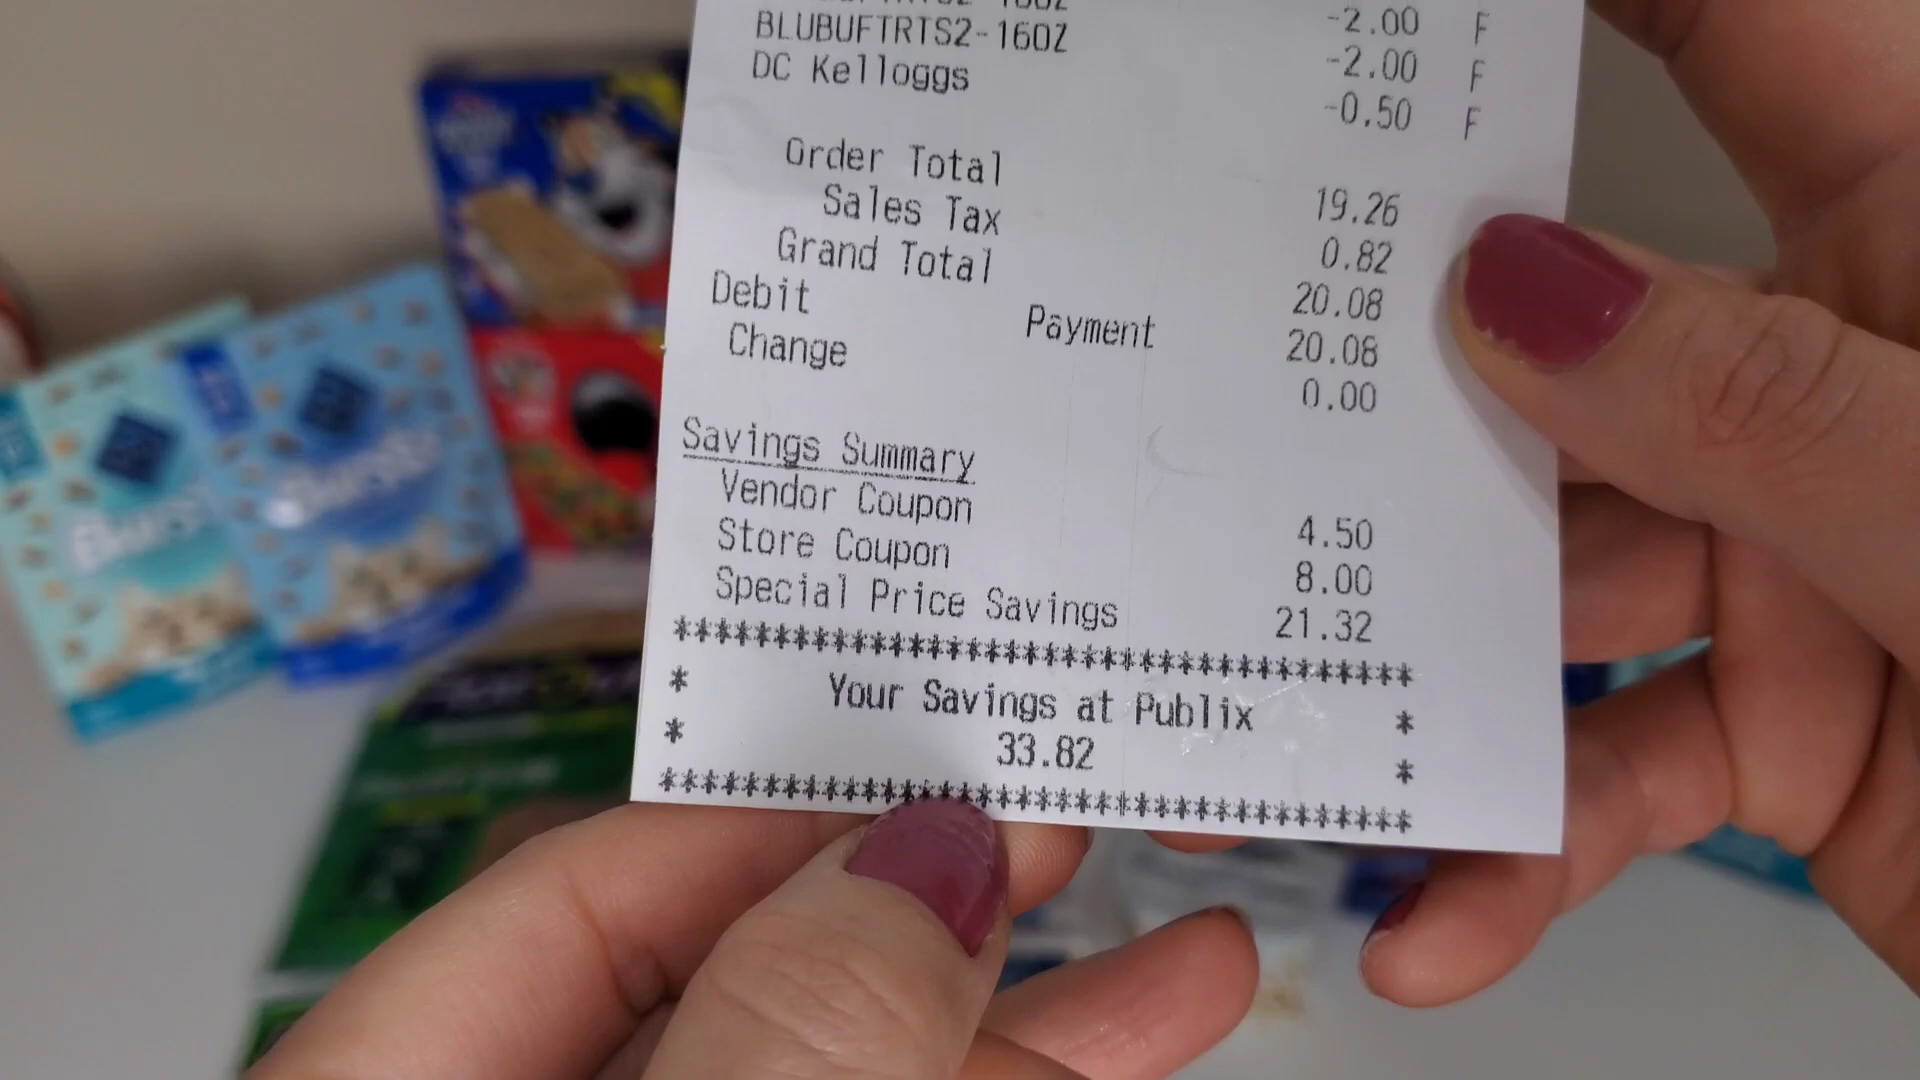 BLUBUFTRTS2-16OZ -2.00 F
DC Kelloggs -2.00 F
-0.50 F
Order Total 19.26
Sales Tax 0.82
Grand Total 20.08
Debit Payment 20.08
Change 0.00
Savings Summary
Vendor Coupon 4.50
Store Coupon 8.00
Special Price Savings 21.32
****************************************
* Your Savings at Publix *
* 33.82 *
****************************************